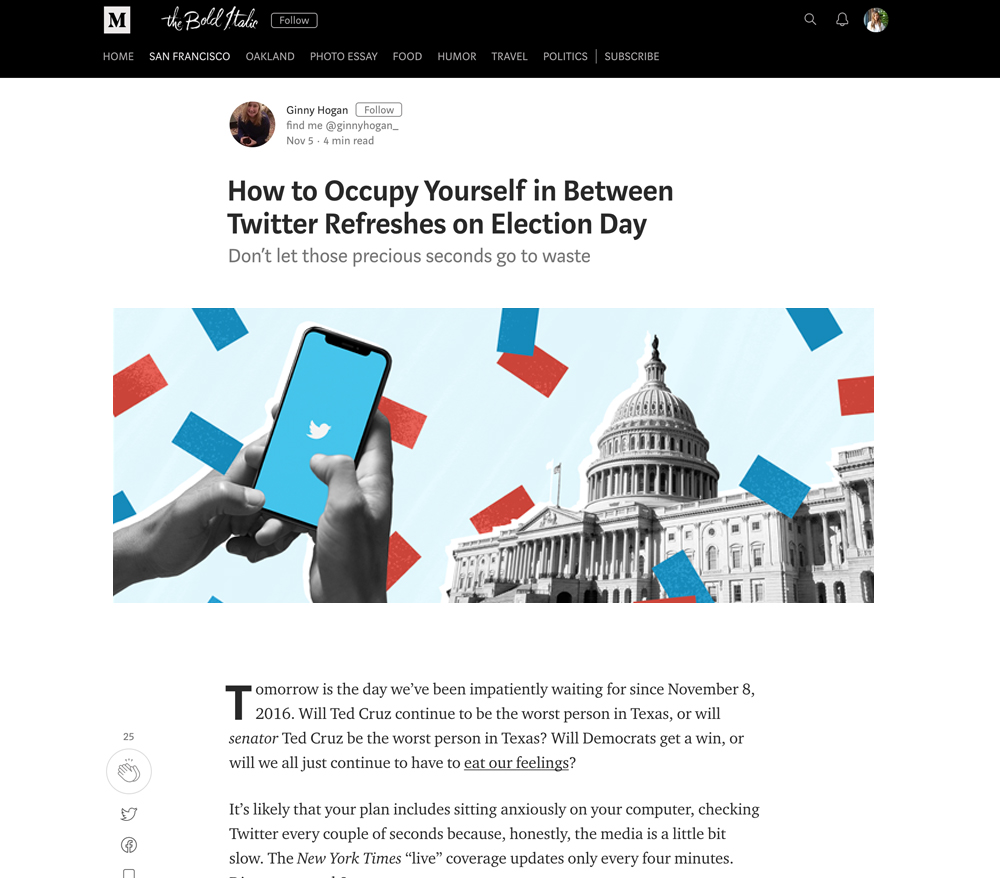 M the Bold Italic Follow
HOME SAN FRANCISCO OAKLAND PHOTO ESSAY FOOD HUMOR TRAVEL POLITICS | SUBSCRIBE
Ginny Hogan Follow
find me @ginnyhogan_
Nov 5 · 4 min read
How to Occupy Yourself in Between
Twitter Refreshes on Election Day
Don’t let those precious seconds go to waste
Tomorrow is the day we’ve been impatiently waiting for since November 8,
2016. Will Ted Cruz continue to be the worst person in Texas, or will
senator Ted Cruz be the worst person in Texas? Will Democrats get a win, or
will we all just continue to have to eat our feelings?
25
It’s likely that your plan includes sitting anxiously on your computer, checking
Twitter every couple of seconds because, honestly, the media is a little bit
slow. The New York Times “live” coverage updates only every four minutes.